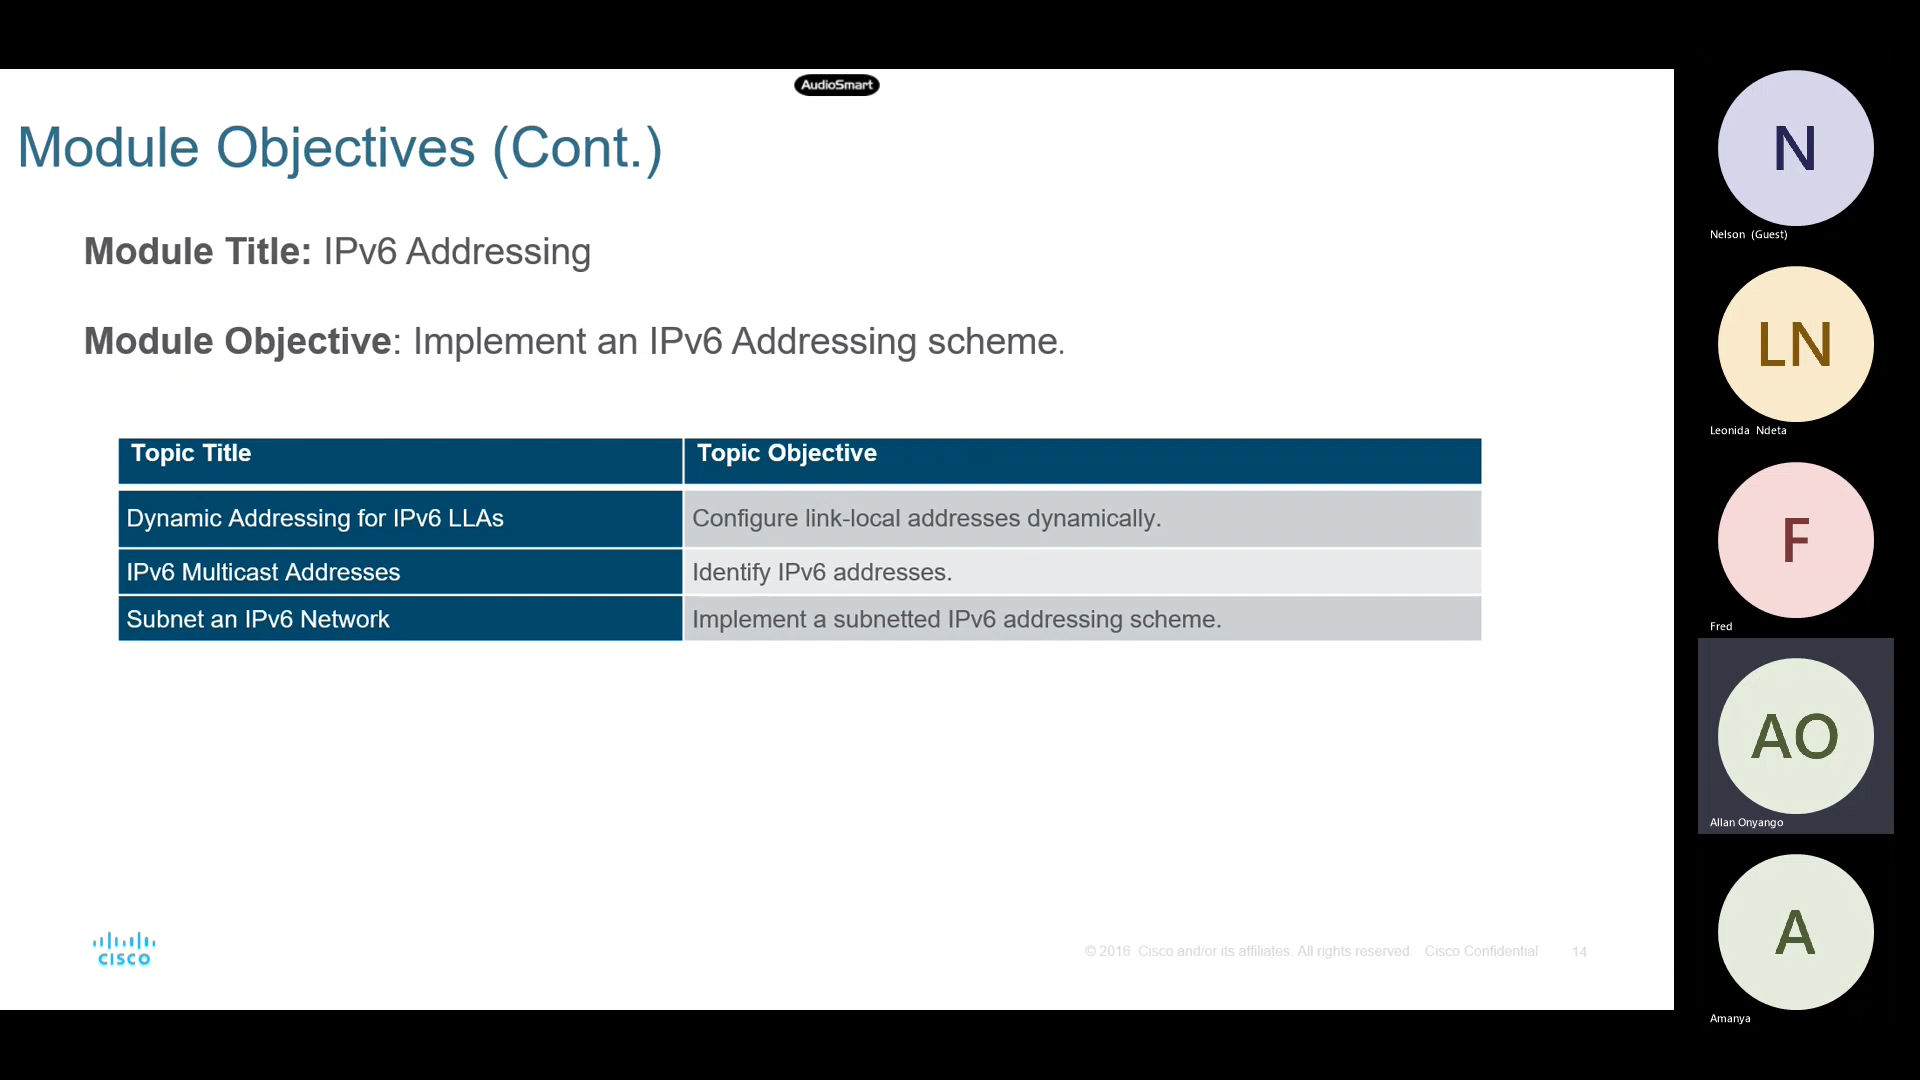 AudioSmart
Module Objectives (Cont.)
Module Title: IPv6 Addressing
Module Objective: Implement an IPv6 Addressing scheme.
Topic Title Topic Objective
Dynamic Addressing for IPv6 LLAs Configure link-local addresses dynamically.
IPv6 Multicast Addresses Identify IPv6 addresses.
Subnet an IPv6 Network Implement a subnetted IPv6 addressing scheme.
CISCO
© 2016 Cisco and/or its affiliates. All rights reserved. Cisco Confidential 14
N
Nelson (Guest)
LN
Leonida Ndeta
F
Fred
AO
Allan Onyango
A
Amanya